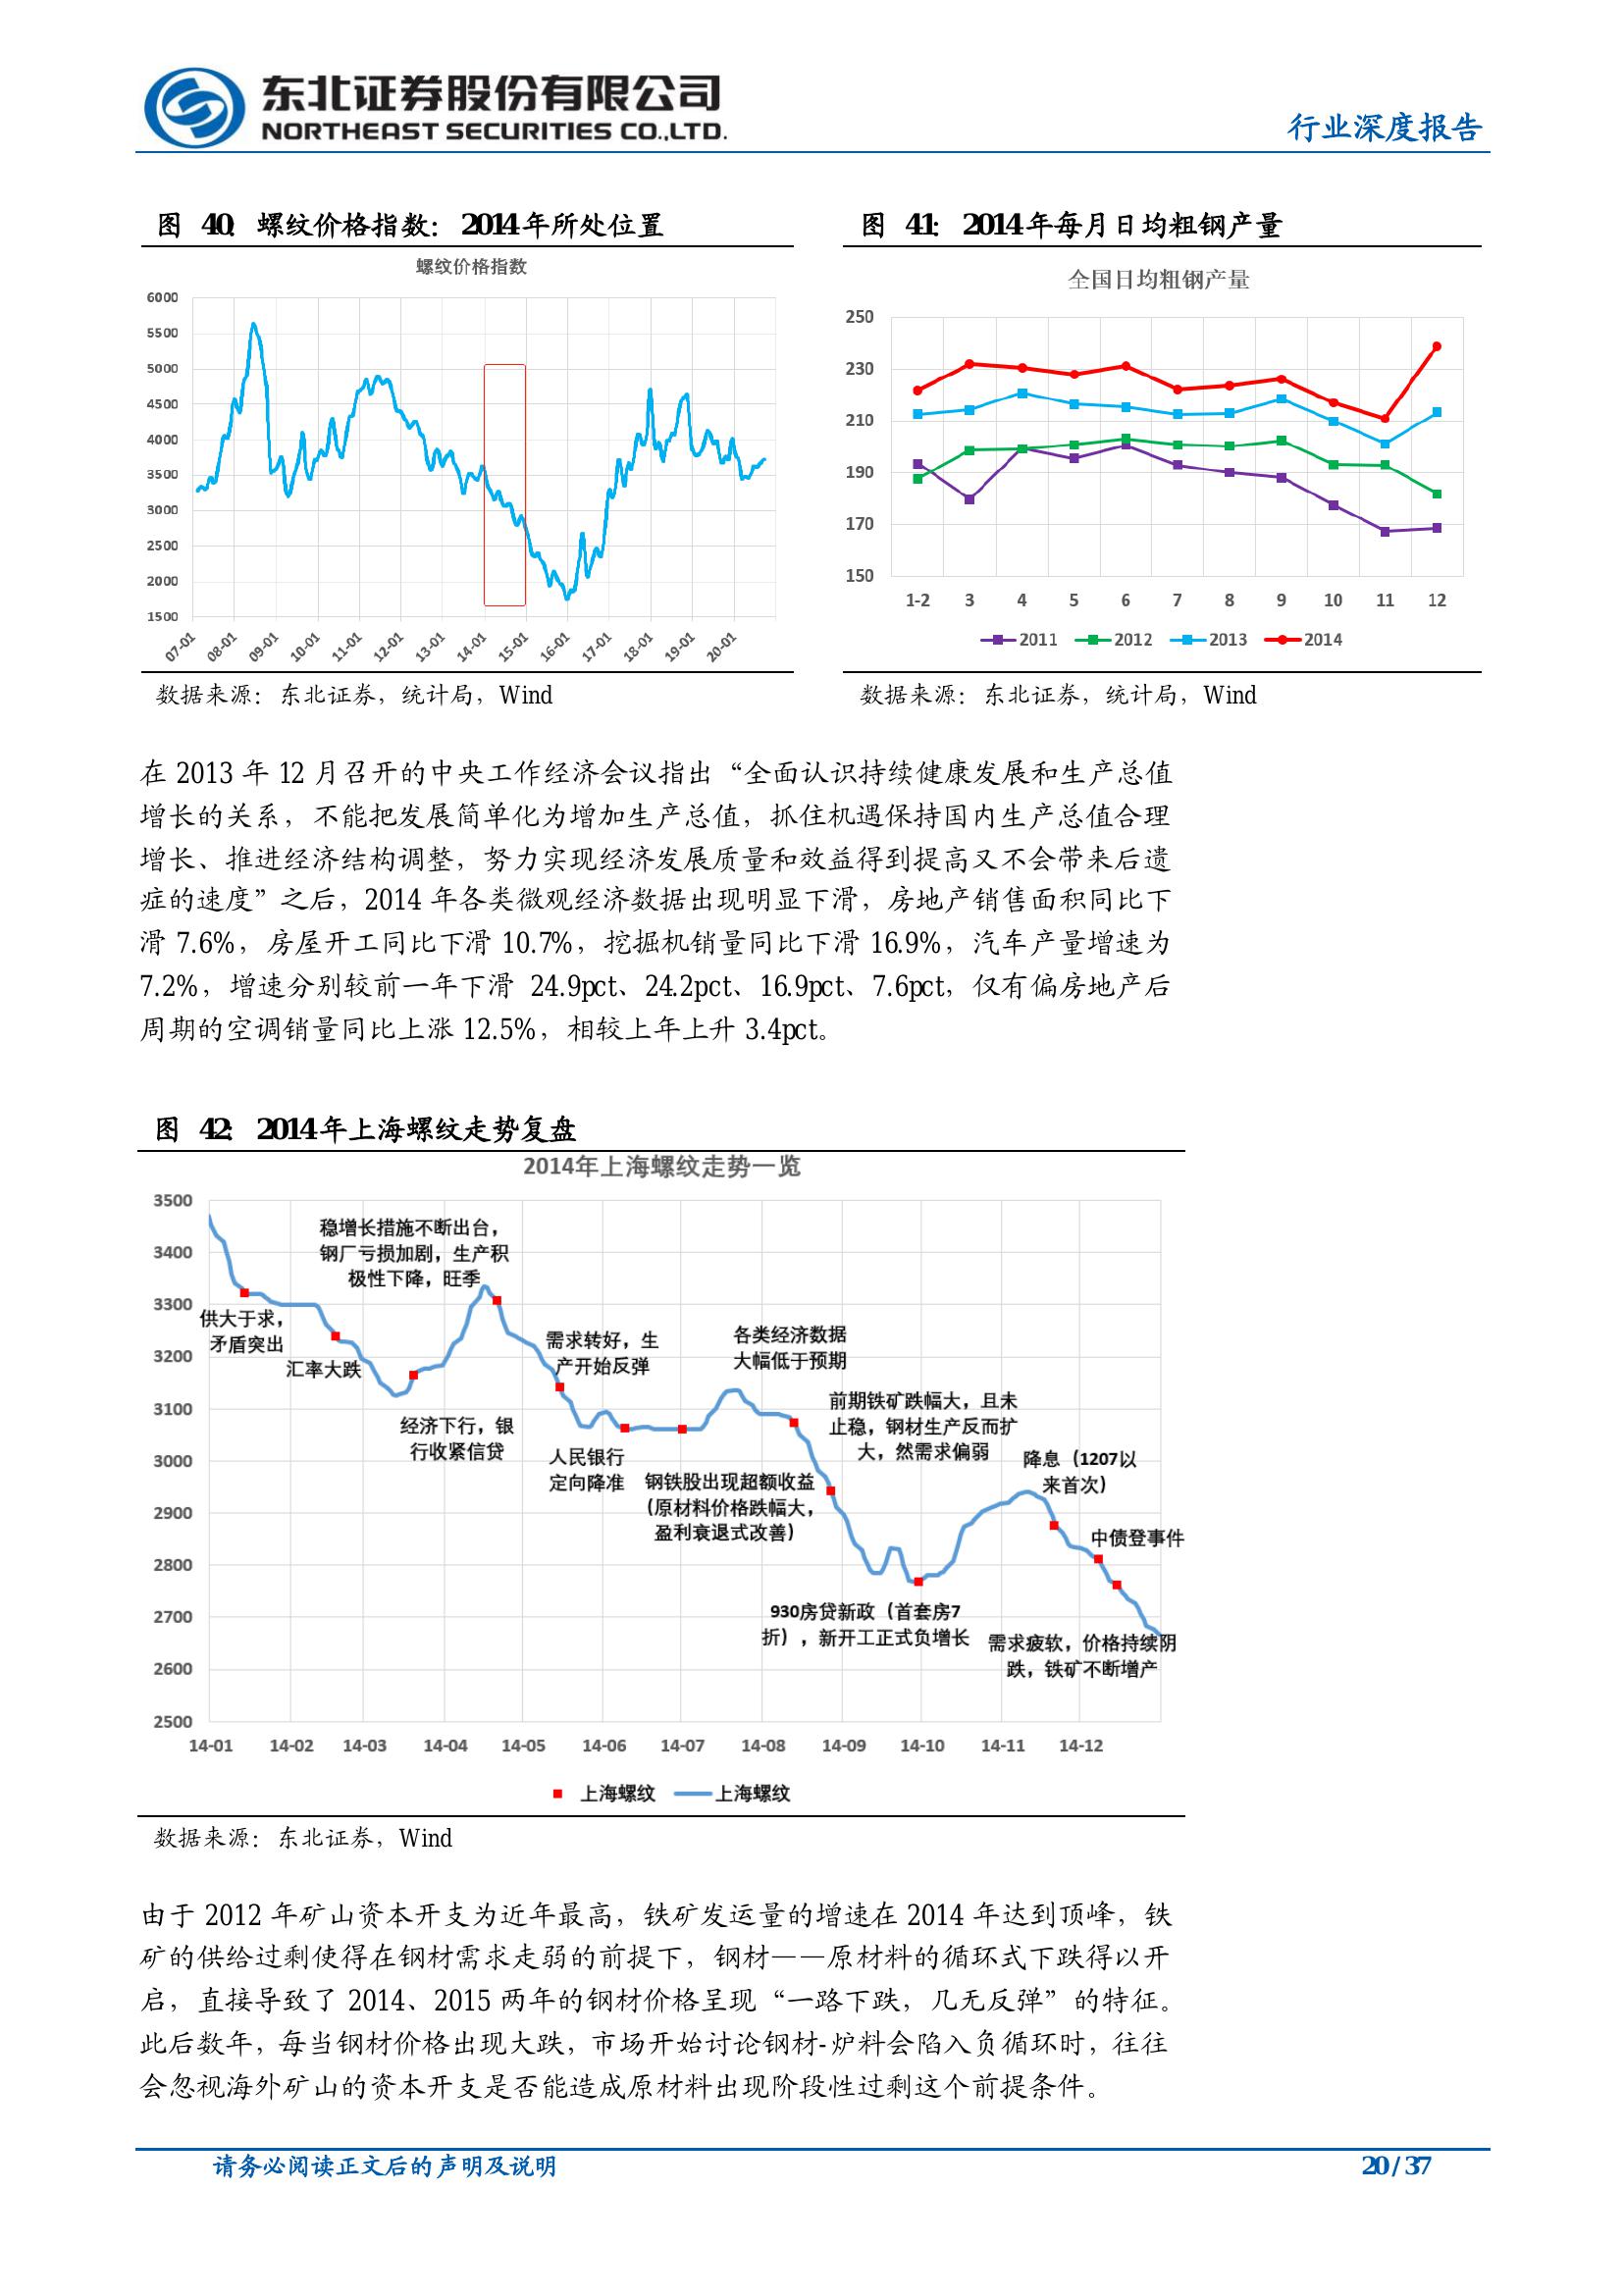 东北证券股份有限公司
NORTHEAST SECURITIES CO.,LTD.
行业深度报告
图 40: 螺纹价格指数: 2014年所处位置
螺纹价格指数
6000
5500
5000
4500
4000
3500
3000
2500
2000
1500
07-01 08-01 09-01 10-01 11-01 12-01 13-01 14-01 15-01 16-01 17-01 18-01 19-01 20-01
数据来源：东北证券，统计局，Wind
图 41: 2014年每月日均粗钢产量
全国日均粗钢产量
250
230
210
190
170
150
1-2 3 4 5 6 7 8 9 10 11 12
2011 2012 2013 2014
数据来源：东北证券，统计局，Wind
在 2013 年 12 月召开的中央工作经济会议指出“全面认识持续健康发展和生产总值
增长的关系，不能把发展简单化为增加生产总值，抓住机遇保持国内生产总值合理
增长、推进经济结构调整，努力实现经济发展质量和效益得到提高又不会带来后遗
症的速度”之后，2014 年各类微观经济数据出现明显下滑，房地产销售面积同比下
滑 7.6%，房屋开工同比下滑 10.7%，挖掘机销量同比下滑 16.9%，汽车产量增速为
7.2%，增速分别较前一年下滑 24.9pct、24.2pct、16.9pct、7.6pct，仅有偏房地产后
周期的空调销量同比上涨 12.5%，相较上年上升 3.4pct。
图 42: 2014年上海螺纹走势复盘
2014年上海螺纹走势一览
3500
3400
3300
3200
3100
3000
2900
2800
2700
2600
2500
供大于求，
矛盾突出
汇率大跌
稳增长措施不断出台，
钢厂亏损加剧，生产积
极性下降，旺季
经济下行，银
行收紧信贷
需求转好，生
产开始反弹
人民银行
定向降准
钢铁股出现超额收益
（原材料价格跌幅大，
盈利衰退式改善）
各类经济数据
大幅低于预期
前期铁矿跌幅大，且未
止稳，钢材生产反而扩
大，然需求偏弱
930房贷新政（首套房7
折），新开工正式负增长
降息（1207以
来首次）
中债登事件
需求疲软，价格持续阴
跌，铁矿不断增产
14-01 14-02 14-03 14-04 14-05 14-06 14-07 14-08 14-09 14-10 14-11 14-12
上海螺纹 上海螺纹
数据来源：东北证券，Wind
由于 2012 年矿山资本开支为近年最高，铁矿发运量的增速在 2014 年达到顶峰，铁
矿的供给过剩使得在钢材需求走弱的前提下，钢材——原材料的循环式下跌得以开
启，直接导致了 2014、2015 两年的钢材价格呈现“一路下跌，几无反弹”的特征。
此后数年，每当钢材价格出现大跌，市场开始讨论钢材-炉料会陷入负循环时，往往
会忽视海外矿山的资本开支是否能造成原材料出现阶段性过剩这个前提条件。
请务必阅读正文后的声明及说明
20 / 37